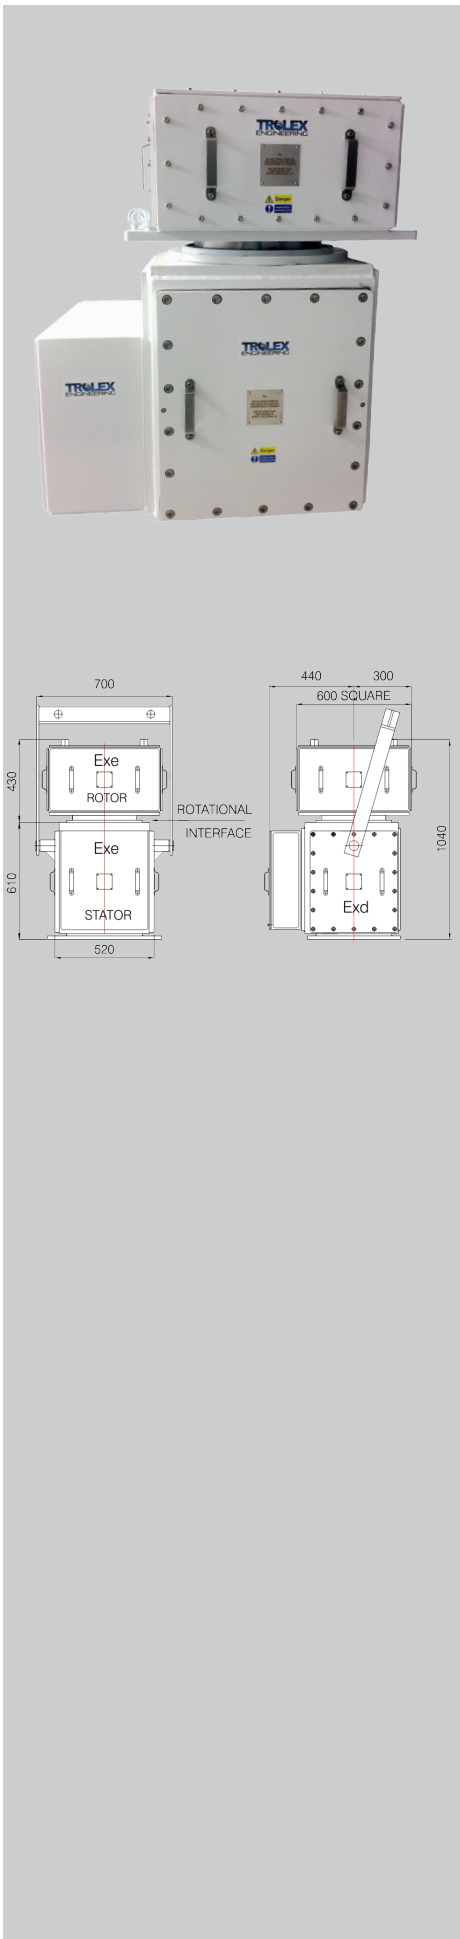 TROLEX
ENGINEERING
Danger
TROLEX
ENGINEERING
TROLEX
ENGINEERING
Danger
700
440
300
600 SQUARE
430
Exe
ROTOR
ROTATIONAL
INTERFACE
1040
610
Exe
STATOR
Exd
520